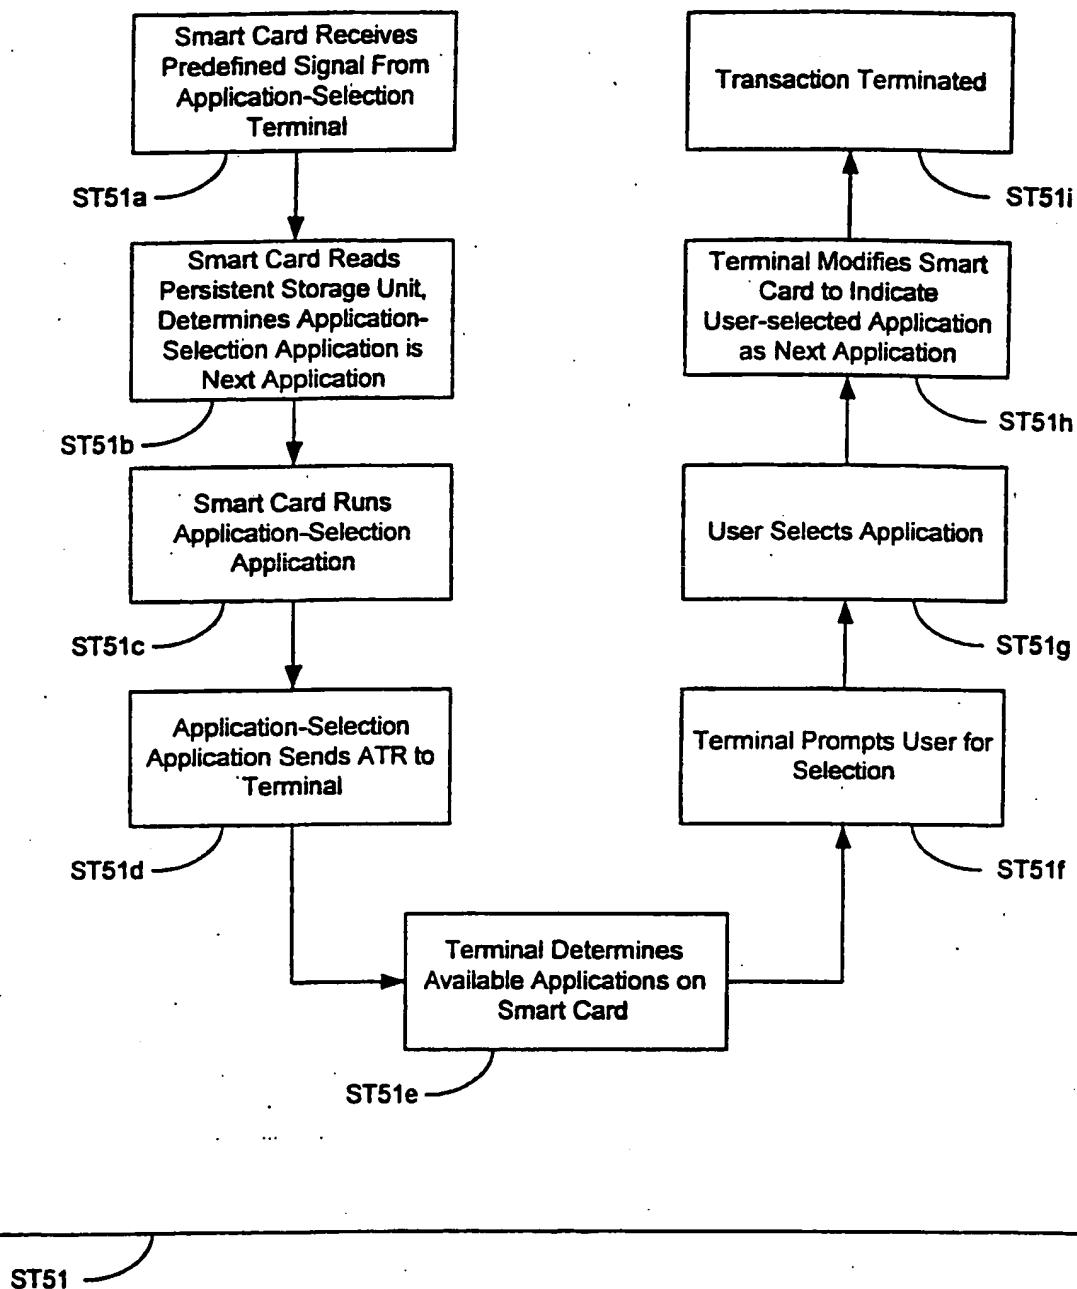 Smart Card Receives
Predefined Signal From
Application-Selection
Terminal
ST51a
Smart Card Reads
Persistent Storage Unit,
Determines Application-
Selection Application is
Next Application
ST51b
Smart Card Runs
Application-Selection
Application
ST51c
Application-Selection
Application Sends ATR to
Terminal
ST51d
Terminal Determines
Available Applications on
Smart Card
ST51e
Terminal Prompts User for
Selection
ST51f
User Selects Application
ST51g
Terminal Modifies Smart
Card to Indicate
User-selected Application
as Next Application
ST51h
Transaction Terminated
ST51i
ST51